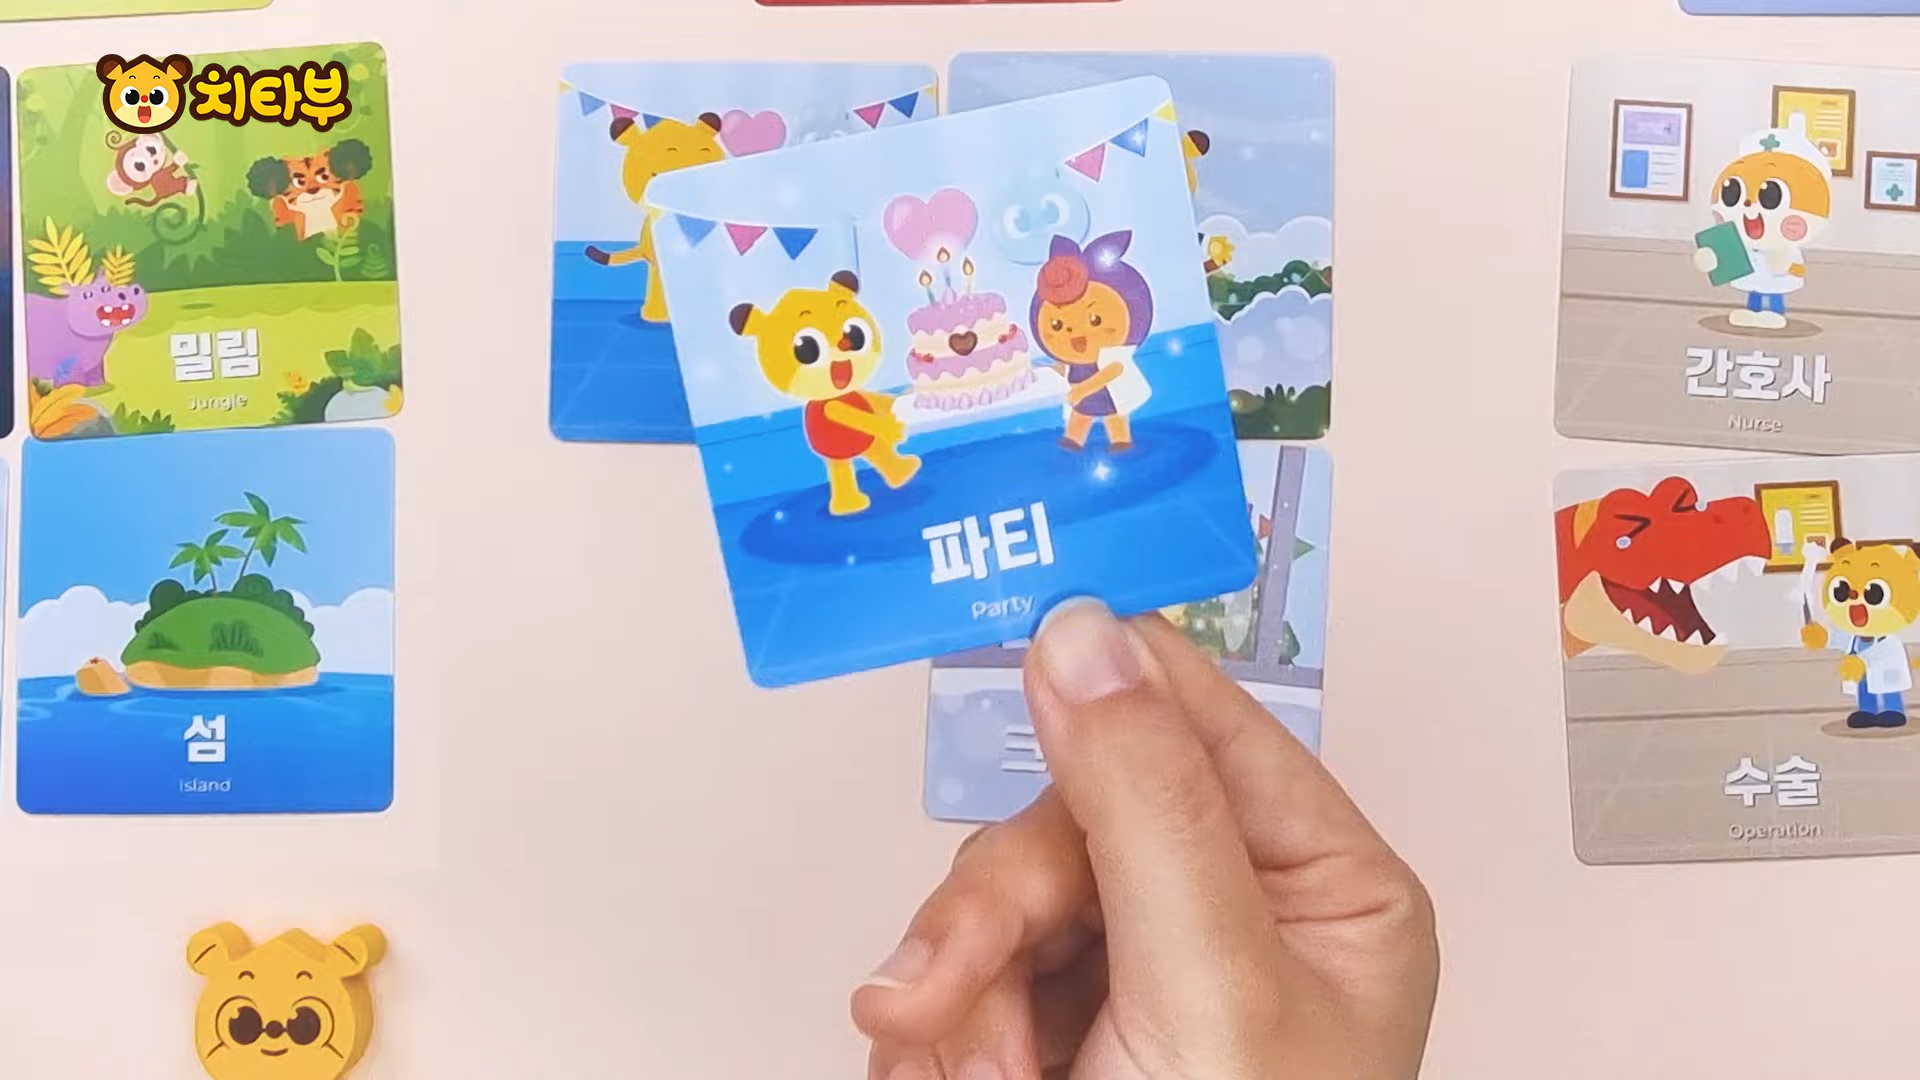 치타부
밀림
Jungle
섬
Island
파티
Party
간호사
Nurse
수술
Operation